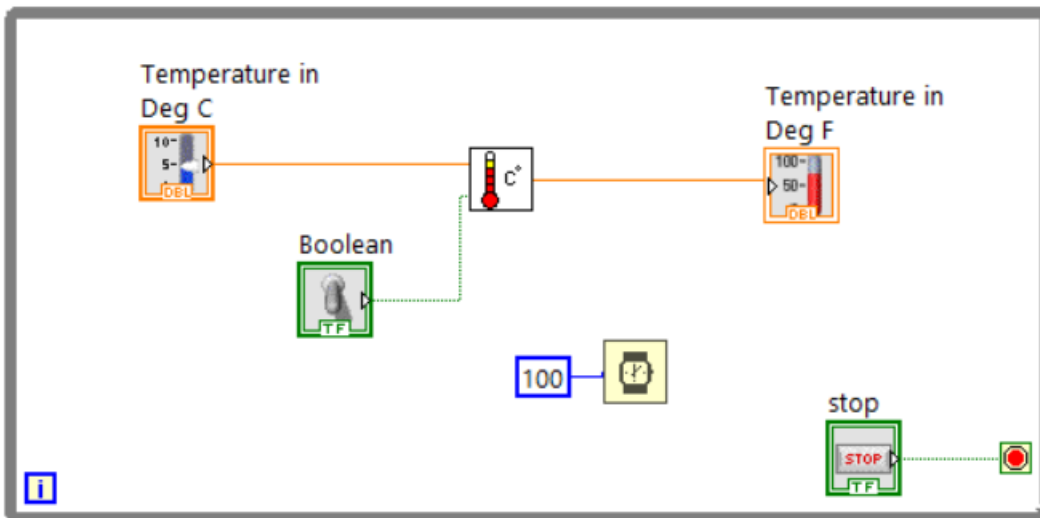 Temperature in
Deg C
10
5
DBL
C°
Temperature in
Deg F
100
50
DBL
Boolean
TF
100
stop
STOP
TF
i